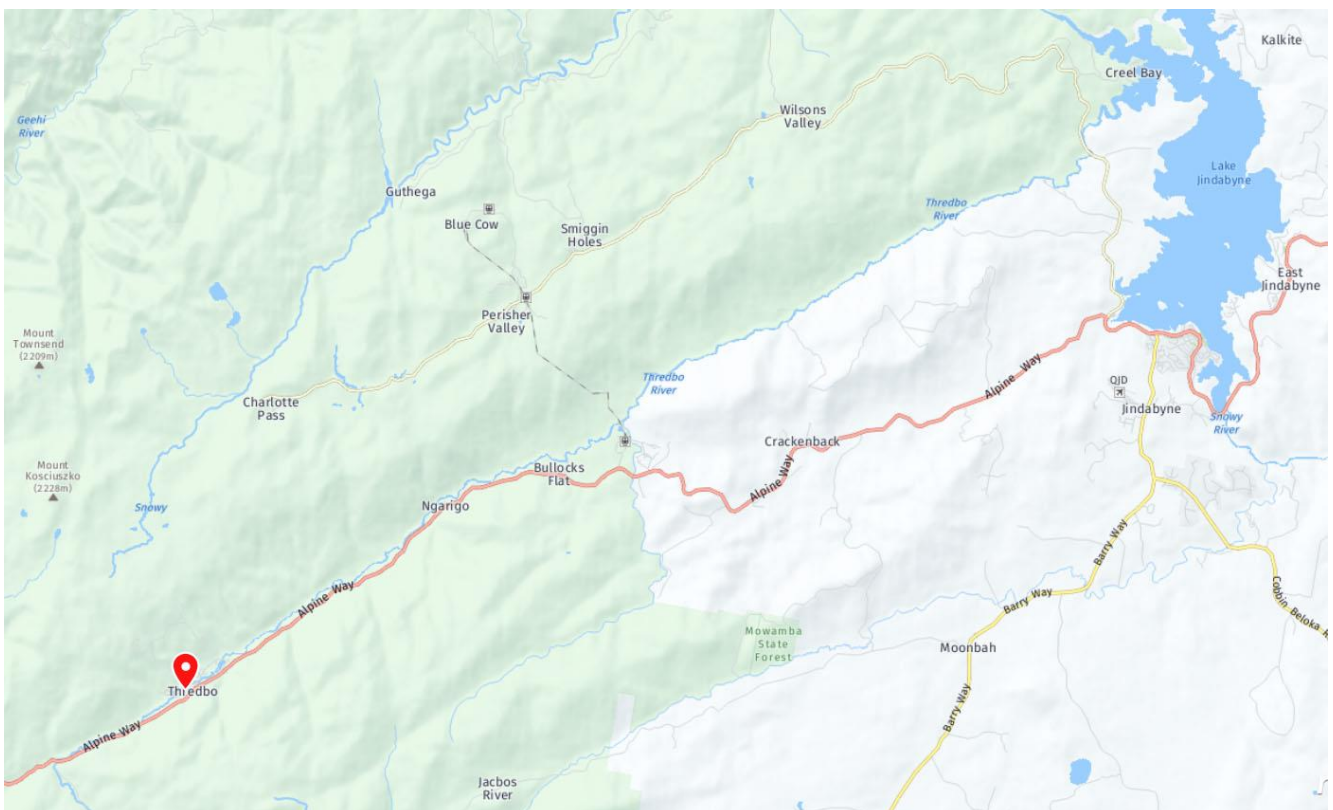 Kalkite
Creel Bay
Wilsons
Valley
Geehi
River
Lake
Jindabyne
Guthega
Thredbo
River
Blue Cow
Smiggin
Holes
East
Jindabyne
Perisher
Valley
Mount
Townsend
(2209m)
Thredbo
River
Alpine Way
QJD
Charlotte
Pass
Jindabyne
Snowy
River
Crackenback
Bullocks
Flat
Alpine Way
Mount
Kosciuszko
(2228m)
Snowy
Ngarigo
Barry Way
Alpine Way
Barry Way
Cobbin Beloka R
Mowamba
State
Forest
Moonbah
Thredbo
Barry Way
Alpine Way
Jacbos
River